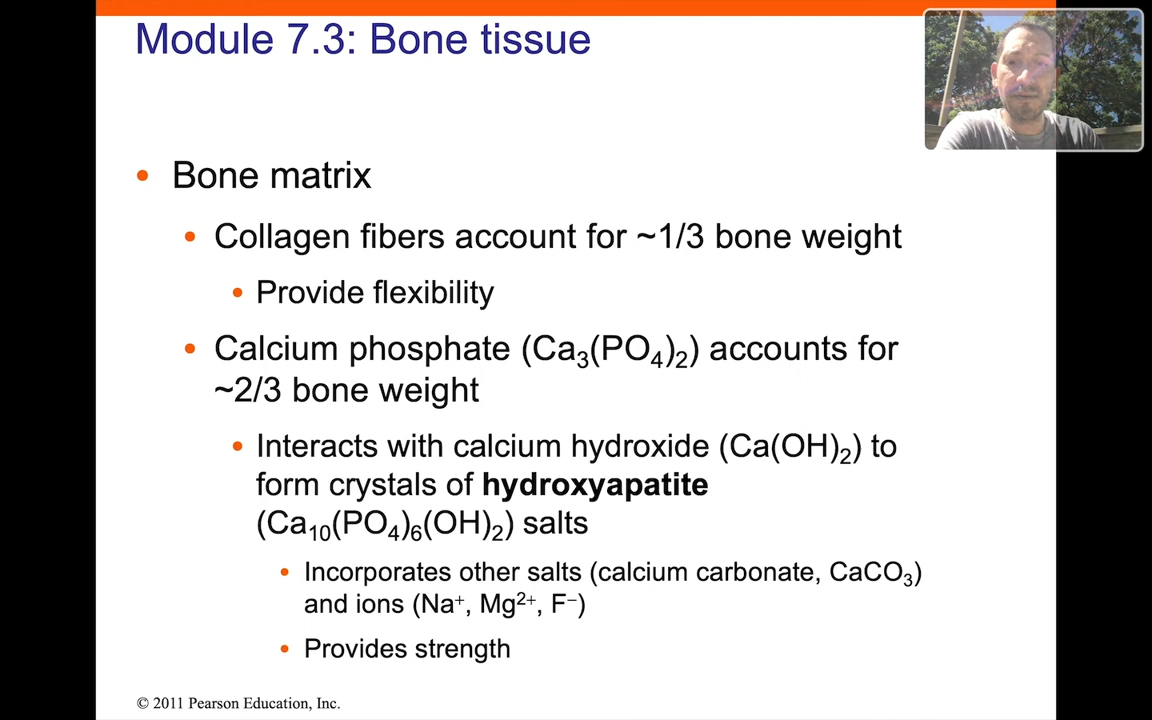 Module 7.3: Bone tissue
• Bone matrix
• Collagen fibers account for ~1/3 bone weight
• Provide flexibility
• Calcium phosphate (Ca₃(PO₄)₂) accounts for
~2/3 bone weight
• Interacts with calcium hydroxide (Ca(OH)₂) to
form crystals of hydroxyapatite
(Ca₁₀(PO₄)₆(OH)₂) salts
• Incorporates other salts (calcium carbonate, CaCO₃)
and ions (Na⁺, Mg²⁺, F⁻)
• Provides strength
© 2011 Pearson Education, Inc.